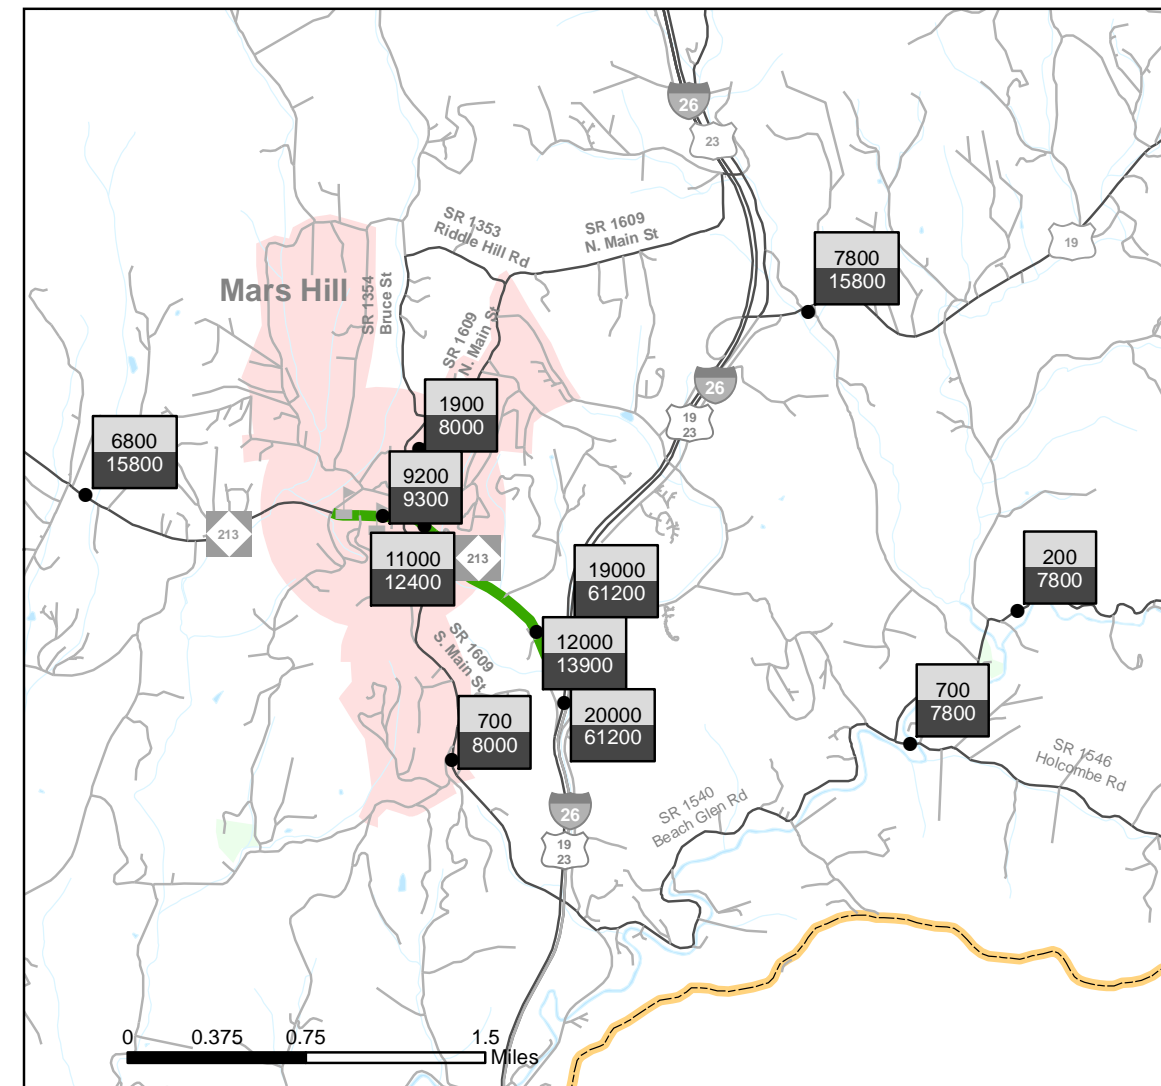 26
23
SR 1353
Riddle Hill Rd
SR 1609
N. Main St
19
7800
15800
Mars Hill
SR 1354
Bruce St
SR 1609
N. Main St
26
19
23
1900
8000
6800
15800
9200
9300
213
213
11000
12400
19000
61200
200
7800
12000
13900
SR 1609
S. Main St
700
7800
700
8000
20000
61200
SR 1546
Holcombe Rd
SR 1540
Beach Glen Rd
26
19
23
0 0.375 0.75 1.5
Miles